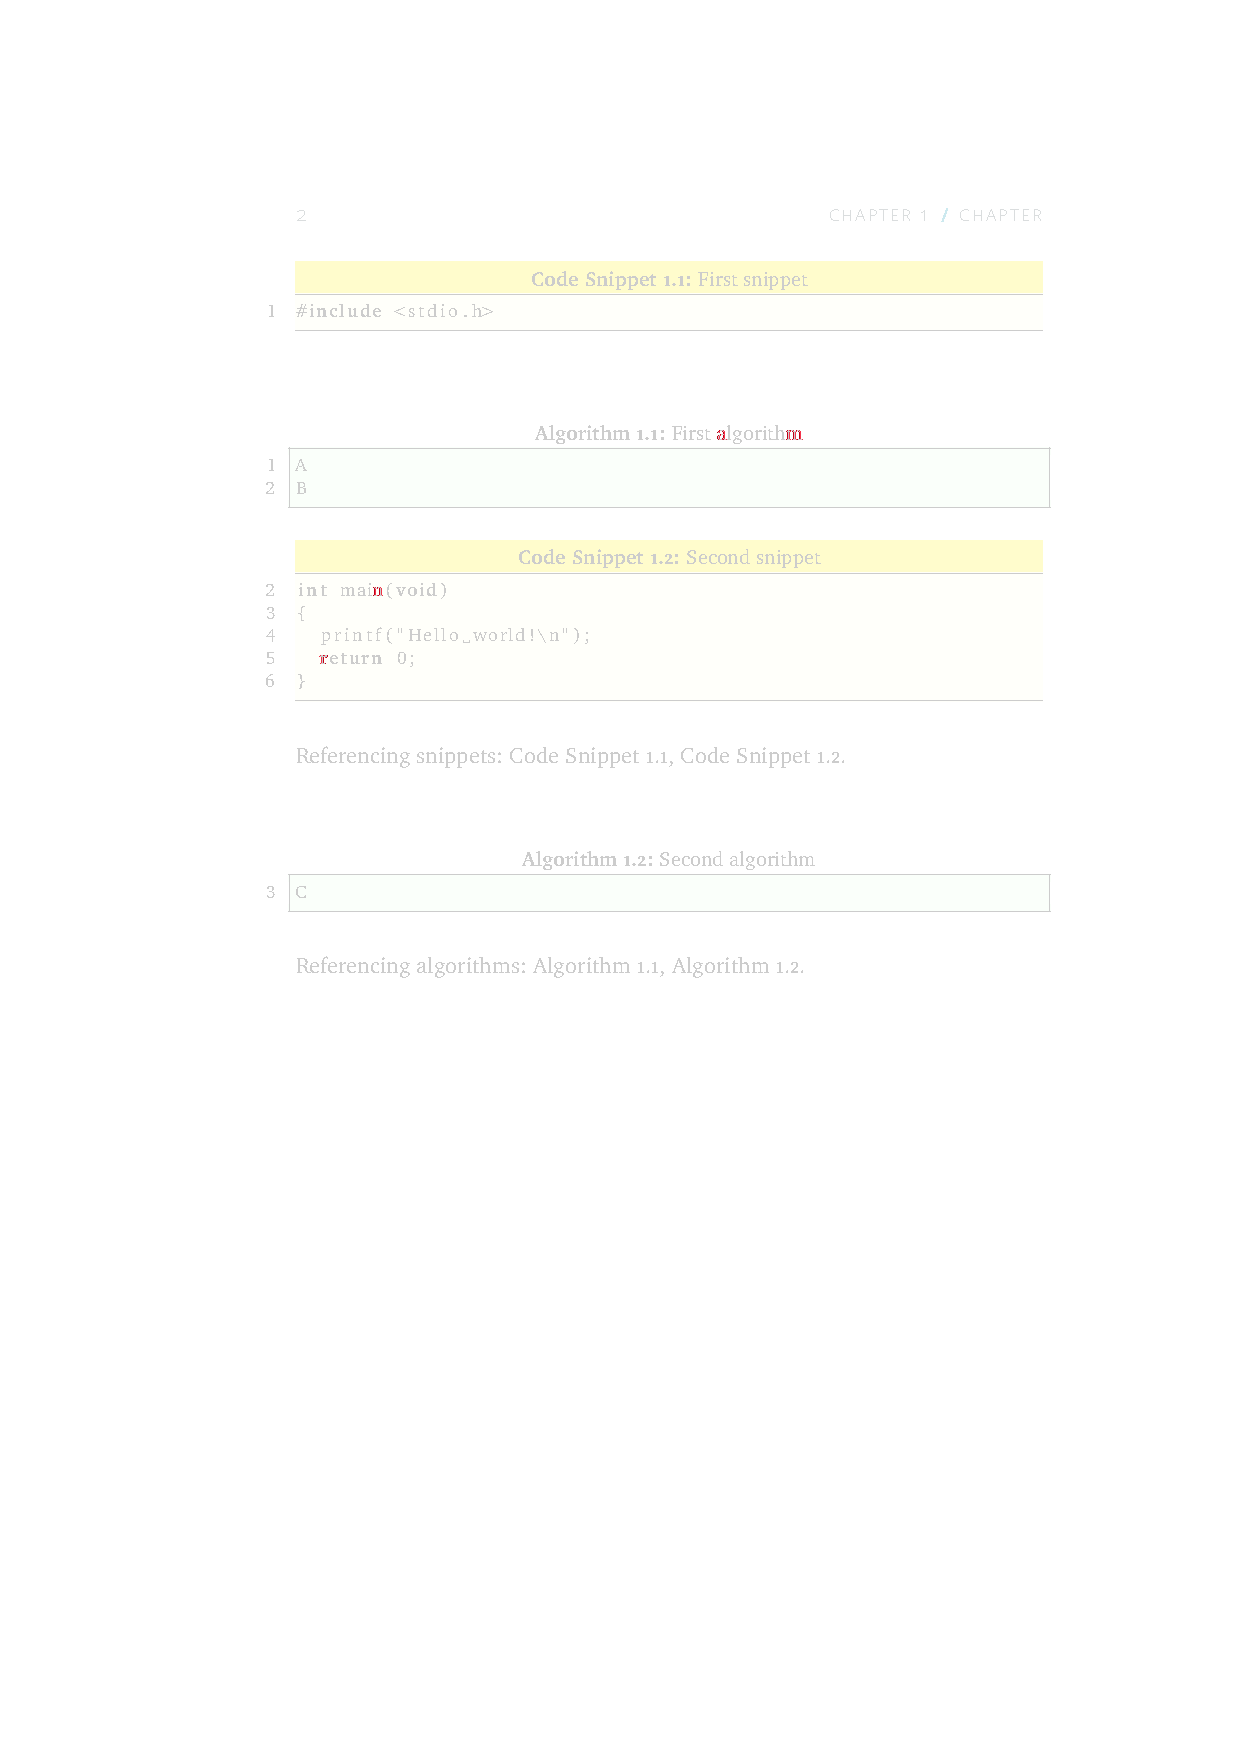 2 CHAPTER 1 / CHAPTER
Code Snippet 1.1: First snippet
1 #include <stdio.h>
Algorithm 1.1: First algorithm
1 A
2 B
Code Snippet 1.2: Second snippet
2 int main(void)
3 {
4 printf("Hello␣world!\n");
5 return 0;
6 }
Referencing snippets: Code Snippet 1.1, Code Snippet 1.2.
Algorithm 1.2: Second algorithm
3 C
Referencing algorithms: Algorithm 1.1, Algorithm 1.2.